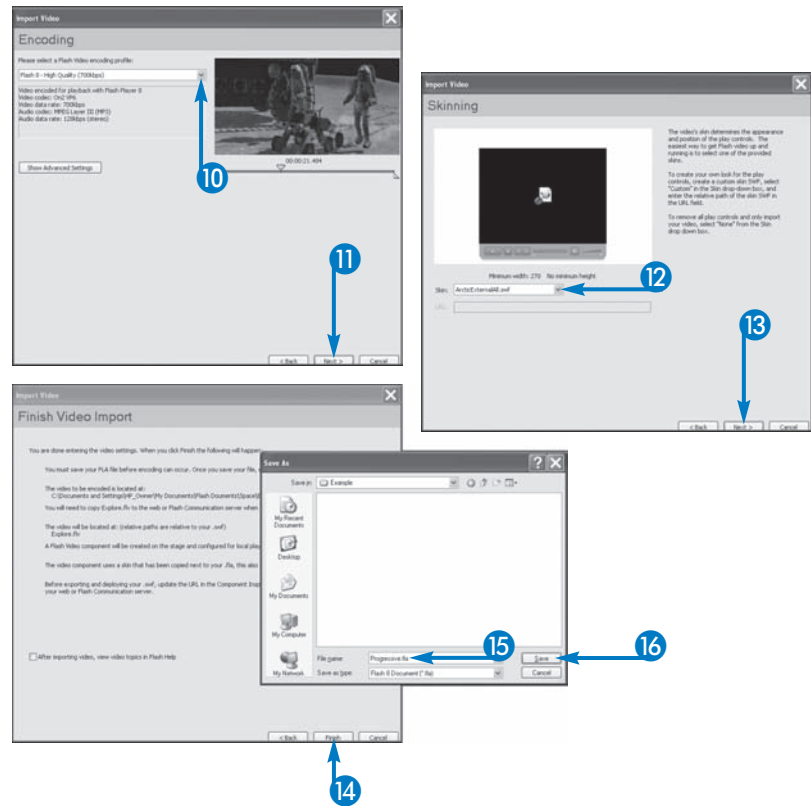 Import Video
Encoding
Please select a Flash Video encoding profile:
Flash 8 - High Quality (700kbps)
Video encoded for playback with Flash Player 8
Video codec: On2 VP6
Video data rate: 700kbps
Audio codec: MPEG Layer III (MP3)
Audio data rate: 128kbps (stereo)
Show Advanced Settings
00:00:21.484
10
11
< Back
Next >
Cancel
Import Video
Skinning
The video's skin determines the appearance
and position of the play controls. The
easiest way to get Flash video up and
running is to select one of the provided
skins.
To create your own look for the play
controls, create a custom skin SWF, select
"Custom" in the Skin drop-down box, and
enter the relative path of the skin SWF in
the URL field.
To remove all play controls and only import
your video, select "None" from the Skin
drop down box.
Minimum width: 270 No minimum height
Skin: ArcticExternalAll.swf
URL:
12
13
< Back
Next >
Cancel
Import Video
Finish Video Import
You are done entering the video settings. When you click Finish the following will happen:
You must save your FLA file before encoding can occur. Once you save your file,
The video to be encoded is located at:
C:\Documents and Settings\HP_Owner\My Documents\Flash Douments\Space\
You will need to copy Explore.flv to the web or Flash Communication server when
The video will be located at: (relative paths are relative to your .swf)
Explore.flv
A Flash Video component will be created on the stage and configured for local play
The video component uses a skin that has been copied next to your .fla, this also
Before exporting and deploying your .swf, update the URL in the Component Insp
your web or Flash Communication server.
After importing video, view video topics in Flash Help
< Back
Finish
Cancel
14
Save As
Save in:
Example
My Recent
Documents
Desktop
My Documents
My Computer
My Network
File name:
Progressive.fla
Save
Save as type:
Flash 8 Document (*.fla)
Cancel
15
16